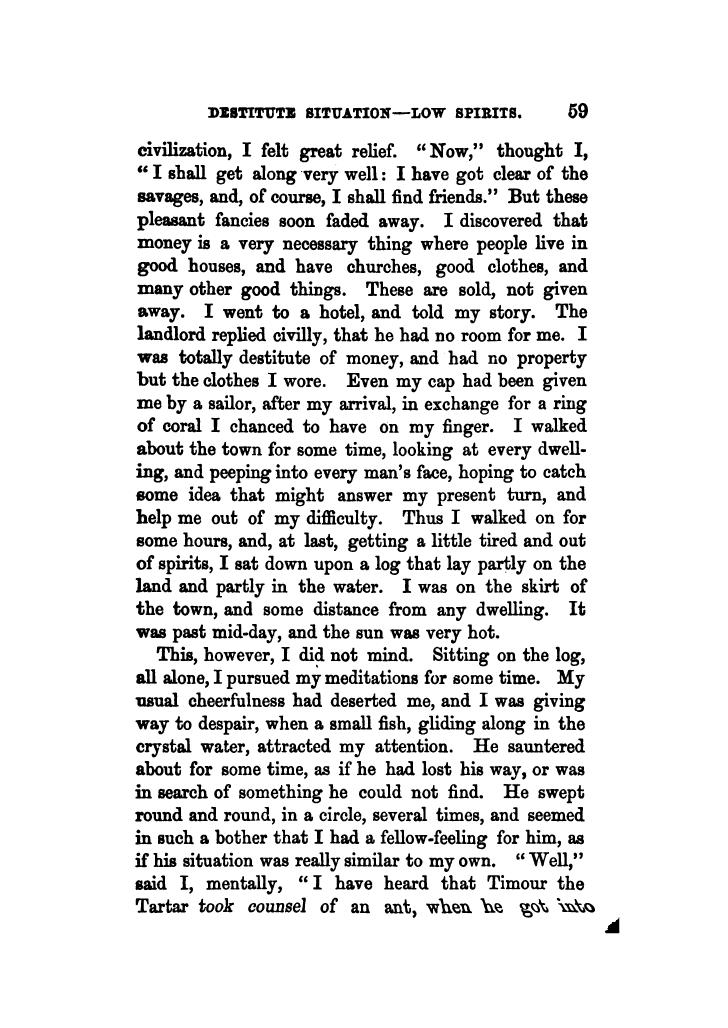 DESTITUTE SITUATION—LOW SPIRITS. 59
civilization, I felt great relief. "Now," thought I,
"I shall get along very well: I have got clear of the
savages, and, of course, I shall find friends." But these
pleasant fancies soon faded away. I discovered that
money is a very necessary thing where people live in
good houses, and have churches, good clothes, and
many other good things. These are sold, not given
away. I went to a hotel, and told my story. The
landlord replied civilly, that he had no room for me. I
was totally destitute of money, and had no property
but the clothes I wore. Even my cap had been given
me by a sailor, after my arrival, in exchange for a ring
of coral I chanced to have on my finger. I walked
about the town for some time, looking at every dwell-
ing, and peeping into every man's face, hoping to catch
some idea that might answer my present turn, and
help me out of my difficulty. Thus I walked on for
some hours, and, at last, getting a little tired and out
of spirits, I sat down upon a log that lay partly on the
land and partly in the water. I was on the skirt of
the town, and some distance from any dwelling. It
was past mid-day, and the sun was very hot.
This, however, I did not mind. Sitting on the log,
all alone, I pursued my meditations for some time. My
usual cheerfulness had deserted me, and I was giving
way to despair, when a small fish, gliding along in the
crystal water, attracted my attention. He sauntered
about for some time, as if he had lost his way, or was
in search of something he could not find. He swept
round and round, in a circle, several times, and seemed
in such a bother that I had a fellow-feeling for him, as
if his situation was really similar to my own. "Well,"
said I, mentally, "I have heard that Timour the
Tartar took counsel of an ant, when he got into